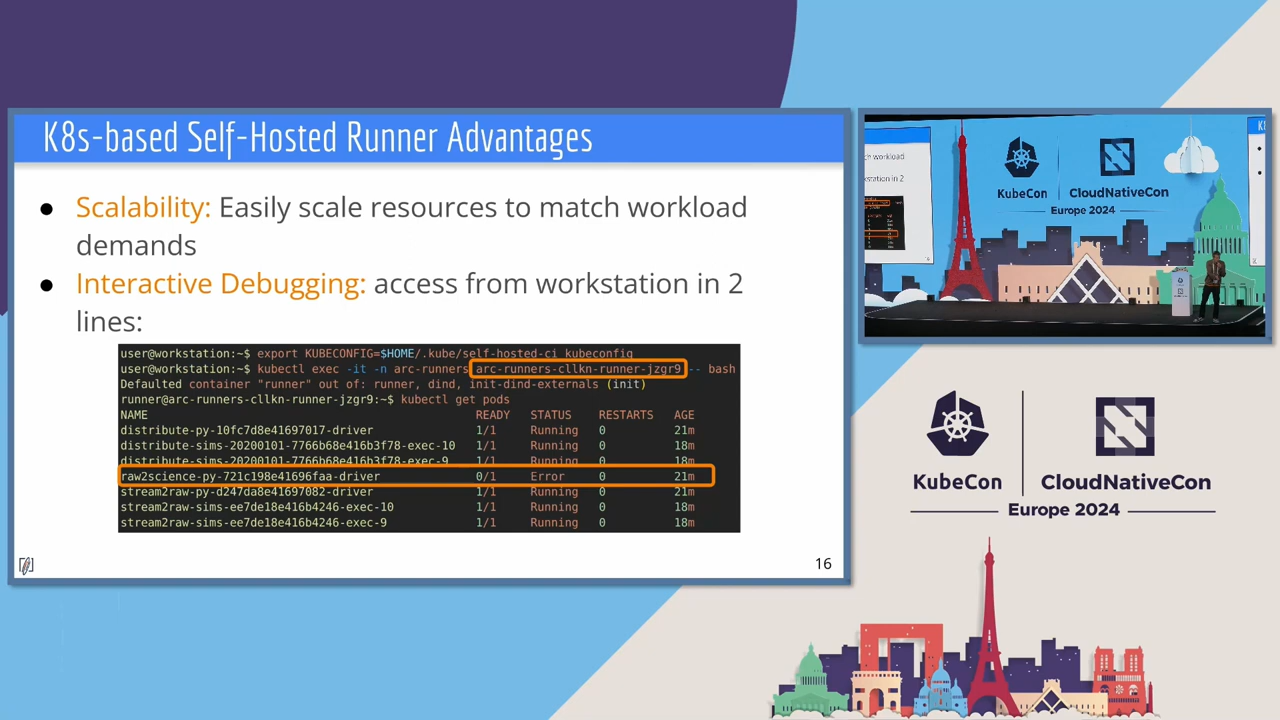 K8s-based Self-Hosted Runner Advantages
● Scalability: Easily scale resources to match workload
demands
● Interactive Debugging: access from workstation in 2
lines:
user@workstation:~$ export KUBECONFIG=$HOME/.kube/self-hosted-ci_kubeconfig
user@workstation:~$ kubectl exec -it -n arc-runners arc-runners-cllkn-runner-jzgr9 -- bash
Defaulted container "runner" out of: runner, dind, init-dind-externals (init)
runner@arc-runners-cllkn-runner-jzgr9:~$ kubectl get pods
NAME READY STATUS RESTARTS AGE
distribute-py-10fc7d8e41697017-driver 1/1 Running 0 21m
distribute-sims-20200101-7766b68e416b3f78-exec-10 1/1 Running 0 18m
distribute-sims-20200101-7766b68e416b3f78-exec-9 1/1 Running 0 18m
raw2science-py-721c198e41696faa-driver 0/1 Error 0 21m
stream2raw-py-d247da8e41697082-driver 1/1 Running 0 21m
stream2raw-sims-ee7de18e416b4246-exec-10 1/1 Running 0 18m
stream2raw-sims-ee7de18e416b4246-exec-9 1/1 Running 0 18m
16
workload
station in 2
KubeCon
CloudNativeCon
Europe 2024
KubeCon
CloudNativeCon
Europe 2024